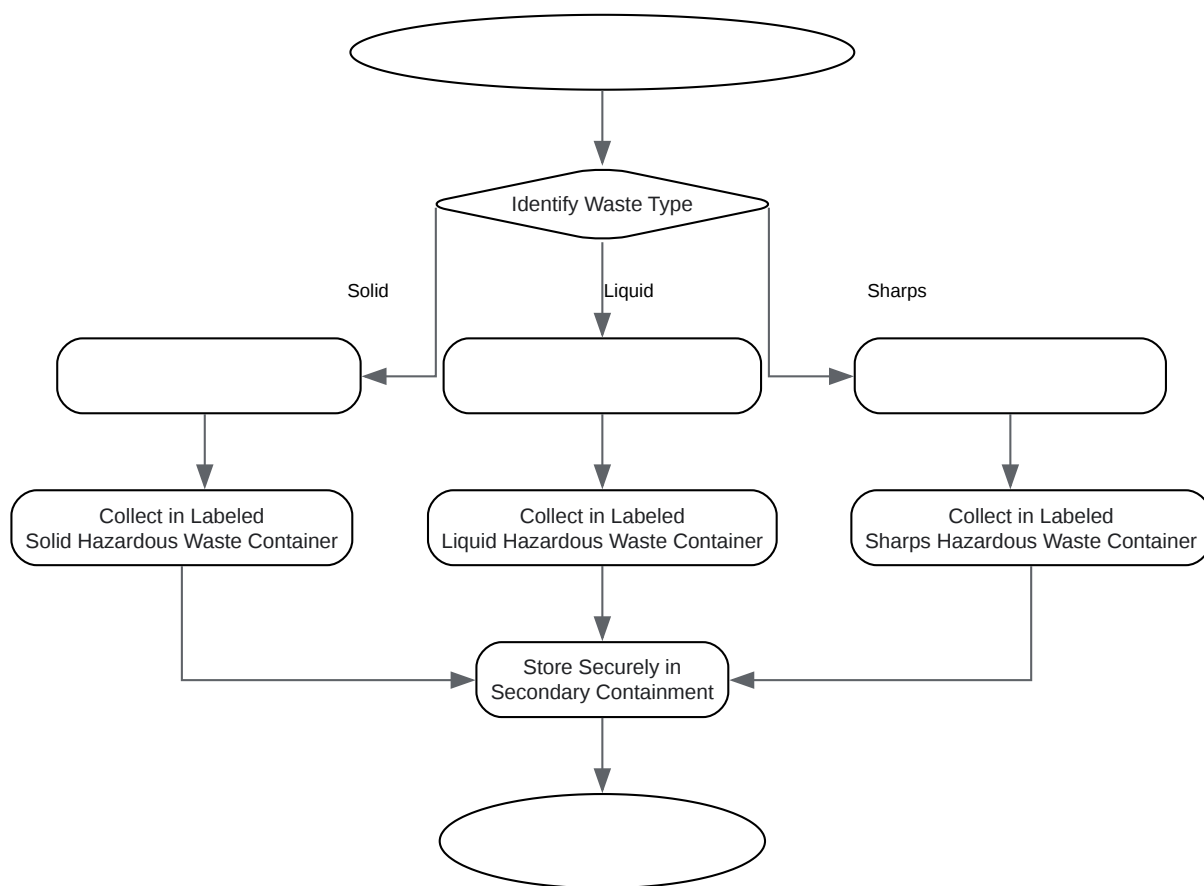 Identify Waste Type
Solid
Liquid
Sharps
Collect in Labeled
Solid Hazardous Waste Container
Collect in Labeled
Liquid Hazardous Waste Container
Collect in Labeled
Sharps Hazardous Waste Container
Store Securely in
Secondary Containment